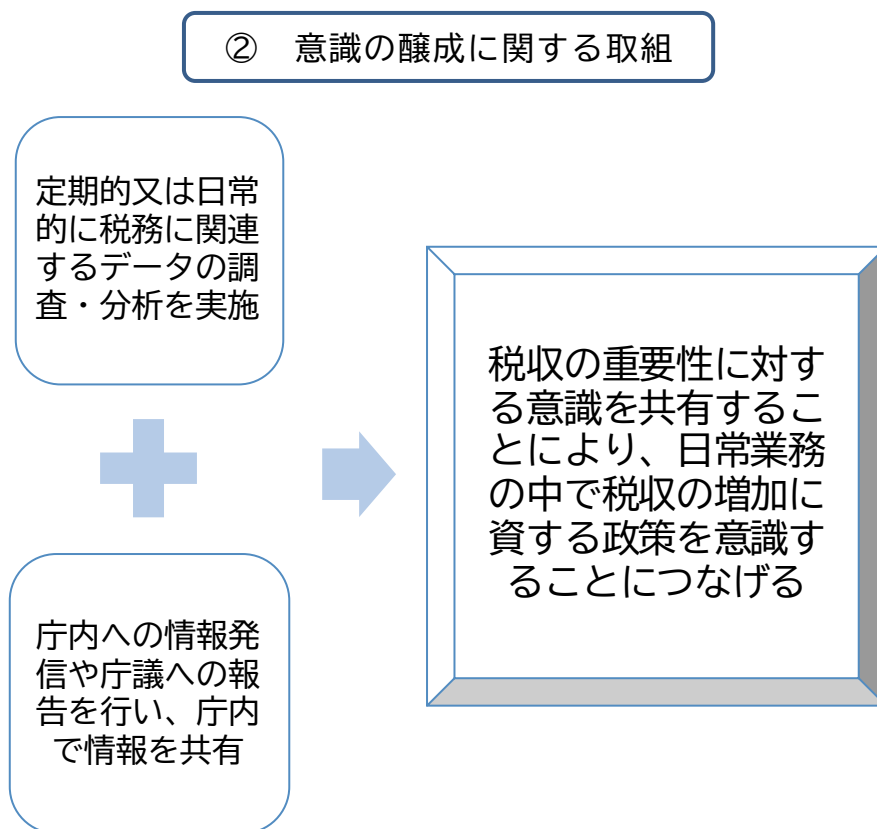 ② 意識の醸成に関する取組
定期的又は日常
的に税務に関連
するデータの調
査・分析を実施
庁内への情報発
信や庁議への報
告を行い、庁内
で情報を共有
税収の重要性に対す
る意識を共有するこ
とにより、日常業務
の中で税収の増加に
資する政策を意識す
ることにつなげる